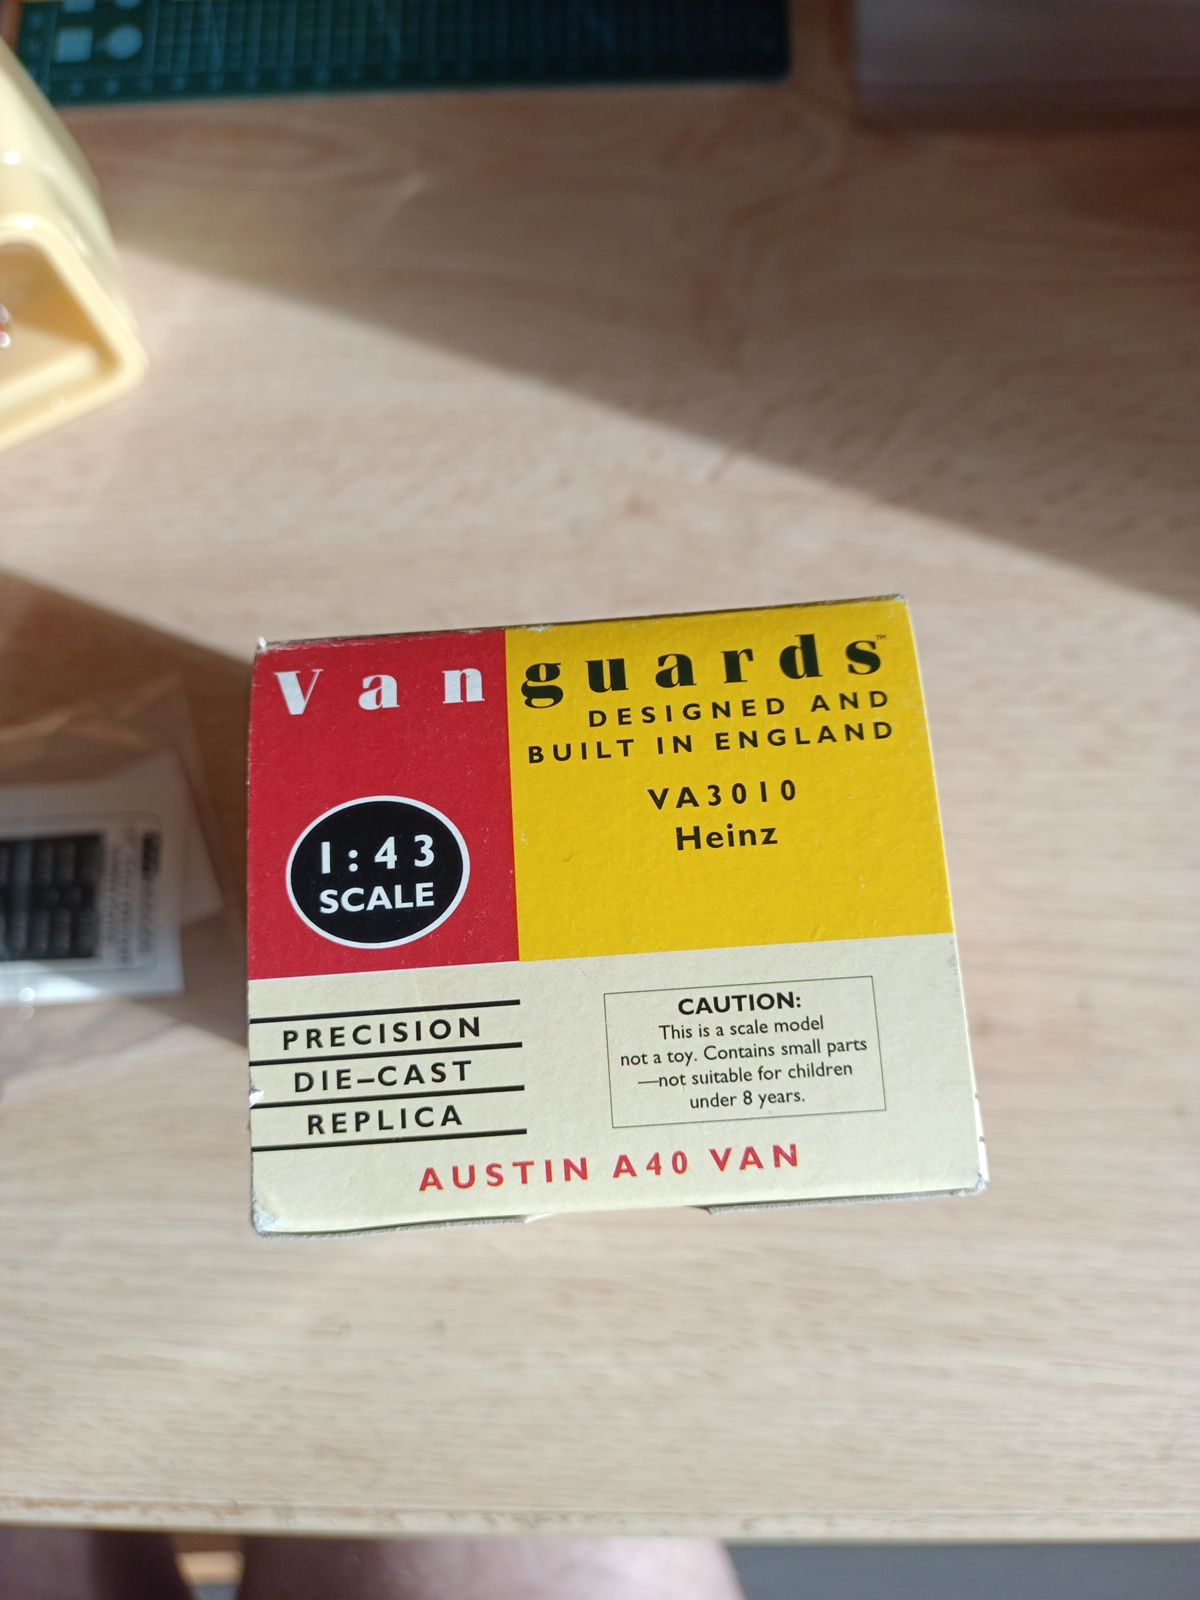 Vanguards™
DESIGNED AND
BUILT IN ENGLAND
VA3010
Heinz
1:43
SCALE
PRECISION
DIE–CAST
REPLICA
CAUTION:
This is a scale model
not a toy. Contains small parts
—not suitable for children
under 8 years.
AUSTIN A40 VAN